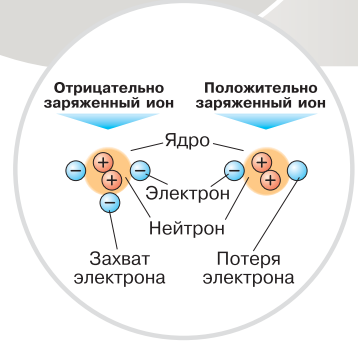 Отрицательно
заряженный ион
Положительно
заряженный ион
Ядро
Электрон
Нейтрон
Захват
электрона
Потеря
электрона